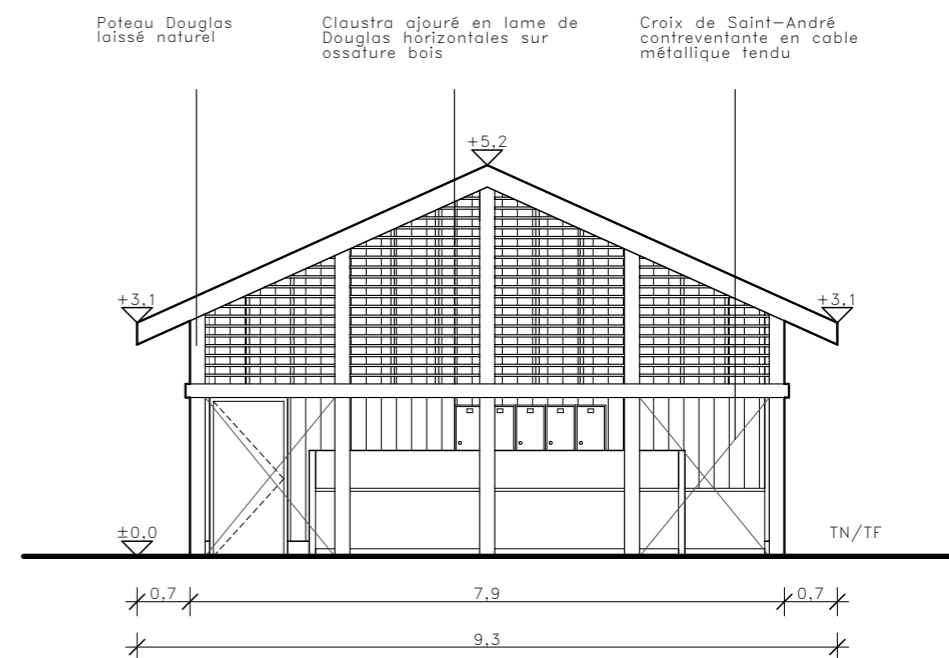 Poteau Douglas
laissé naturel
Claustra ajouré en lame de
Douglas horizontales sur
ossature bois
Croix de Saint-André
contreventante en cable
métallique tendu
+5,2
+3,1
+3,1
±0,0
TN/TF
0,7
7,9
0,7
9,3